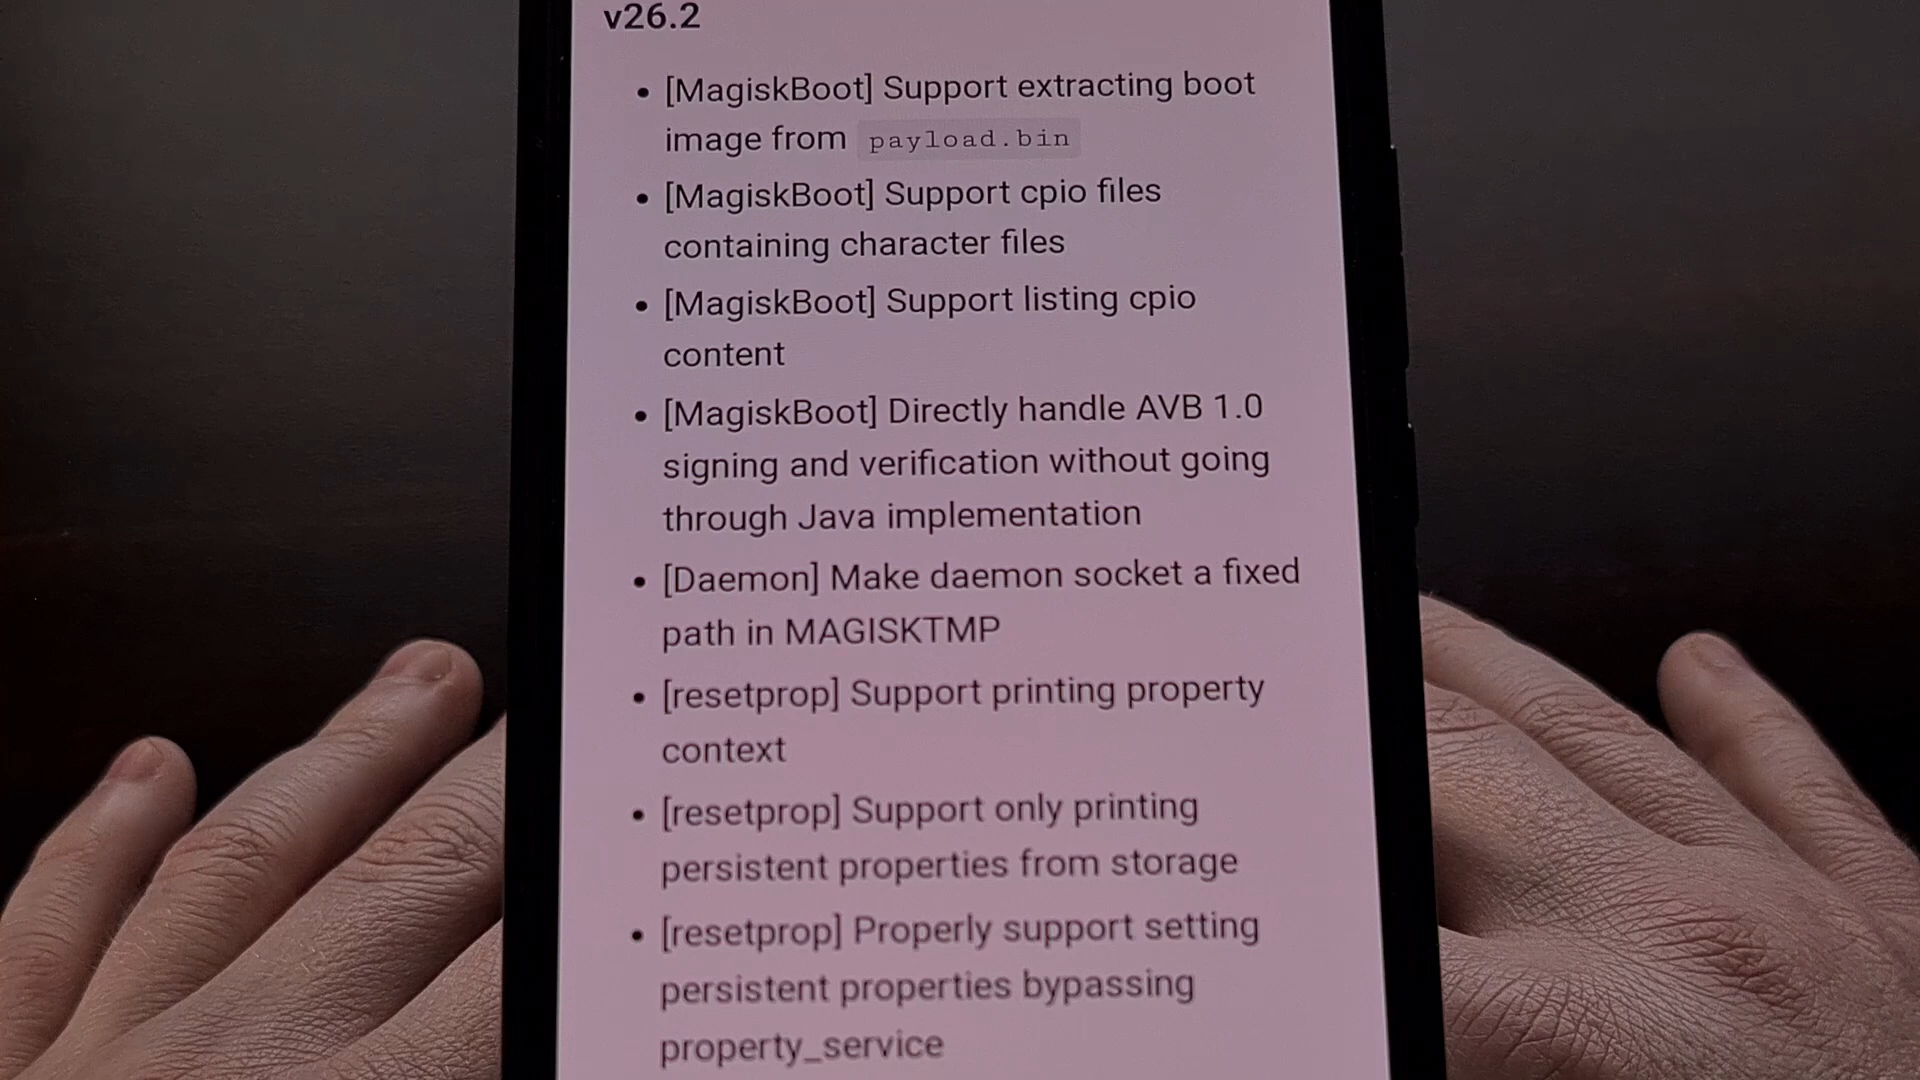 v26.2
• [MagiskBoot] Support extracting boot
image from payload.bin
• [MagiskBoot] Support cpio files
containing character files
• [MagiskBoot] Support listing cpio
content
• [MagiskBoot] Directly handle AVB 1.0
signing and verification without going
through Java implementation
• [Daemon] Make daemon socket a fixed
path in MAGISKTMP
• [resetprop] Support printing property
context
• [resetprop] Support only printing
persistent properties from storage
• [resetprop] Properly support setting
persistent properties bypassing
property_service